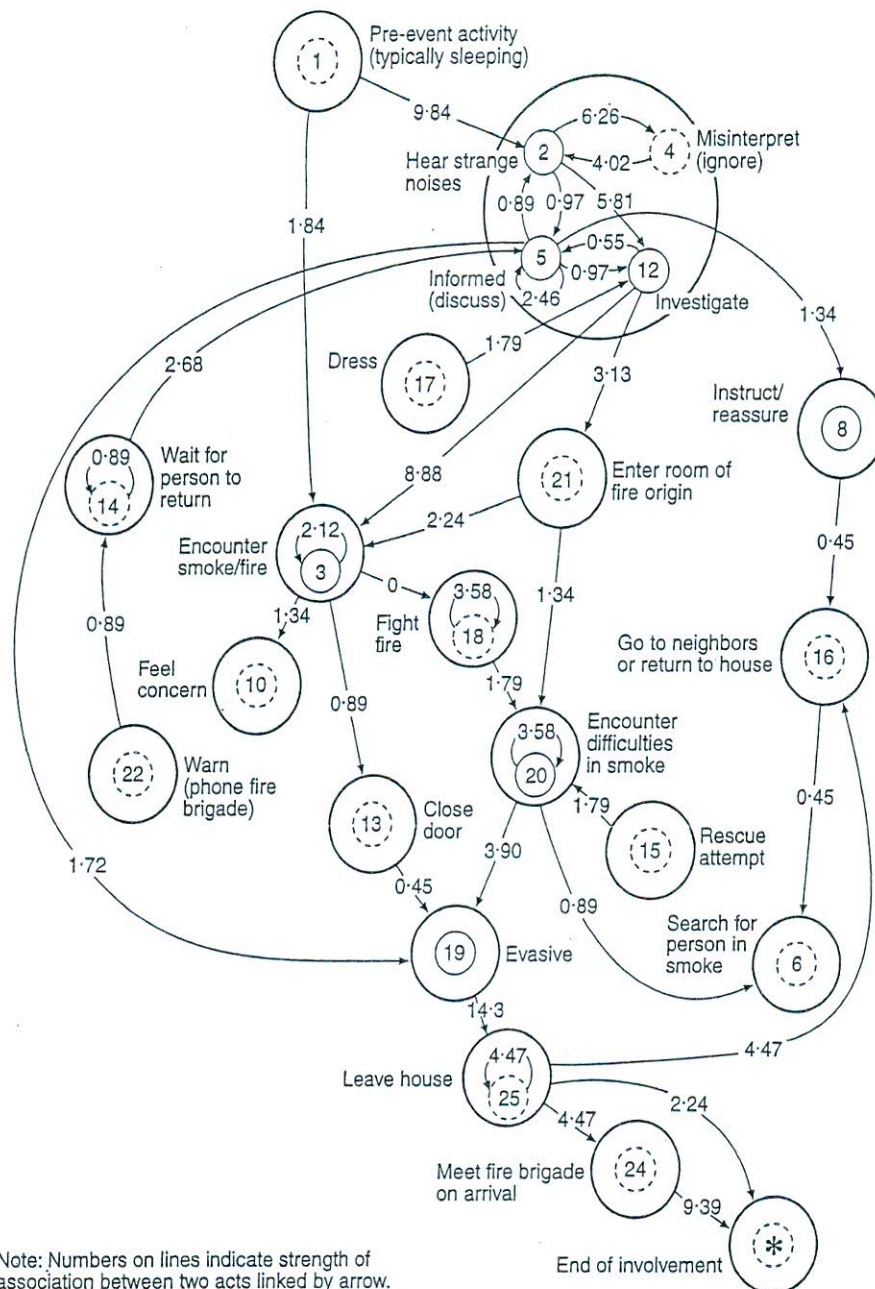 Pre-event activity
(typically sleeping)
1
9·84
6·26
2
4
Misinterpret
(ignore)
4·02
Hear strange
noises
0·89
0·97
5·81
1·84
0·55
5
0·97
12
Informed
(discuss)
2·46
Investigate
1·34
1·79
Dress
17
2·68
3·13
Instruct/
reassure
8
0·89
14
Wait for
person to
return
8·88
21
Enter room of
fire origin
2·24
Encounter
smoke/fire
2·12
3
0
3·58
18
Fight
fire
1·34
0·45
0·89
1·34
Feel
concern
10
0·89
1·79
Go to neighbors
or return to house
16
22
Warn
(phone fire
brigade)
3·58
20
Encounter
difficulties
in smoke
13
Close
door
1·79
15
Rescue
attempt
0·45
1·72
0·45
3·90
0·89
19
Evasive
Search for
person in
smoke
6
14·3
4·47
Leave house
4·47
25
2·24
4·47
Meet fire brigade
on arrival
24
9·39
End of involvement
*
Note: Numbers on lines indicate strength of
association between two acts linked by arrow.